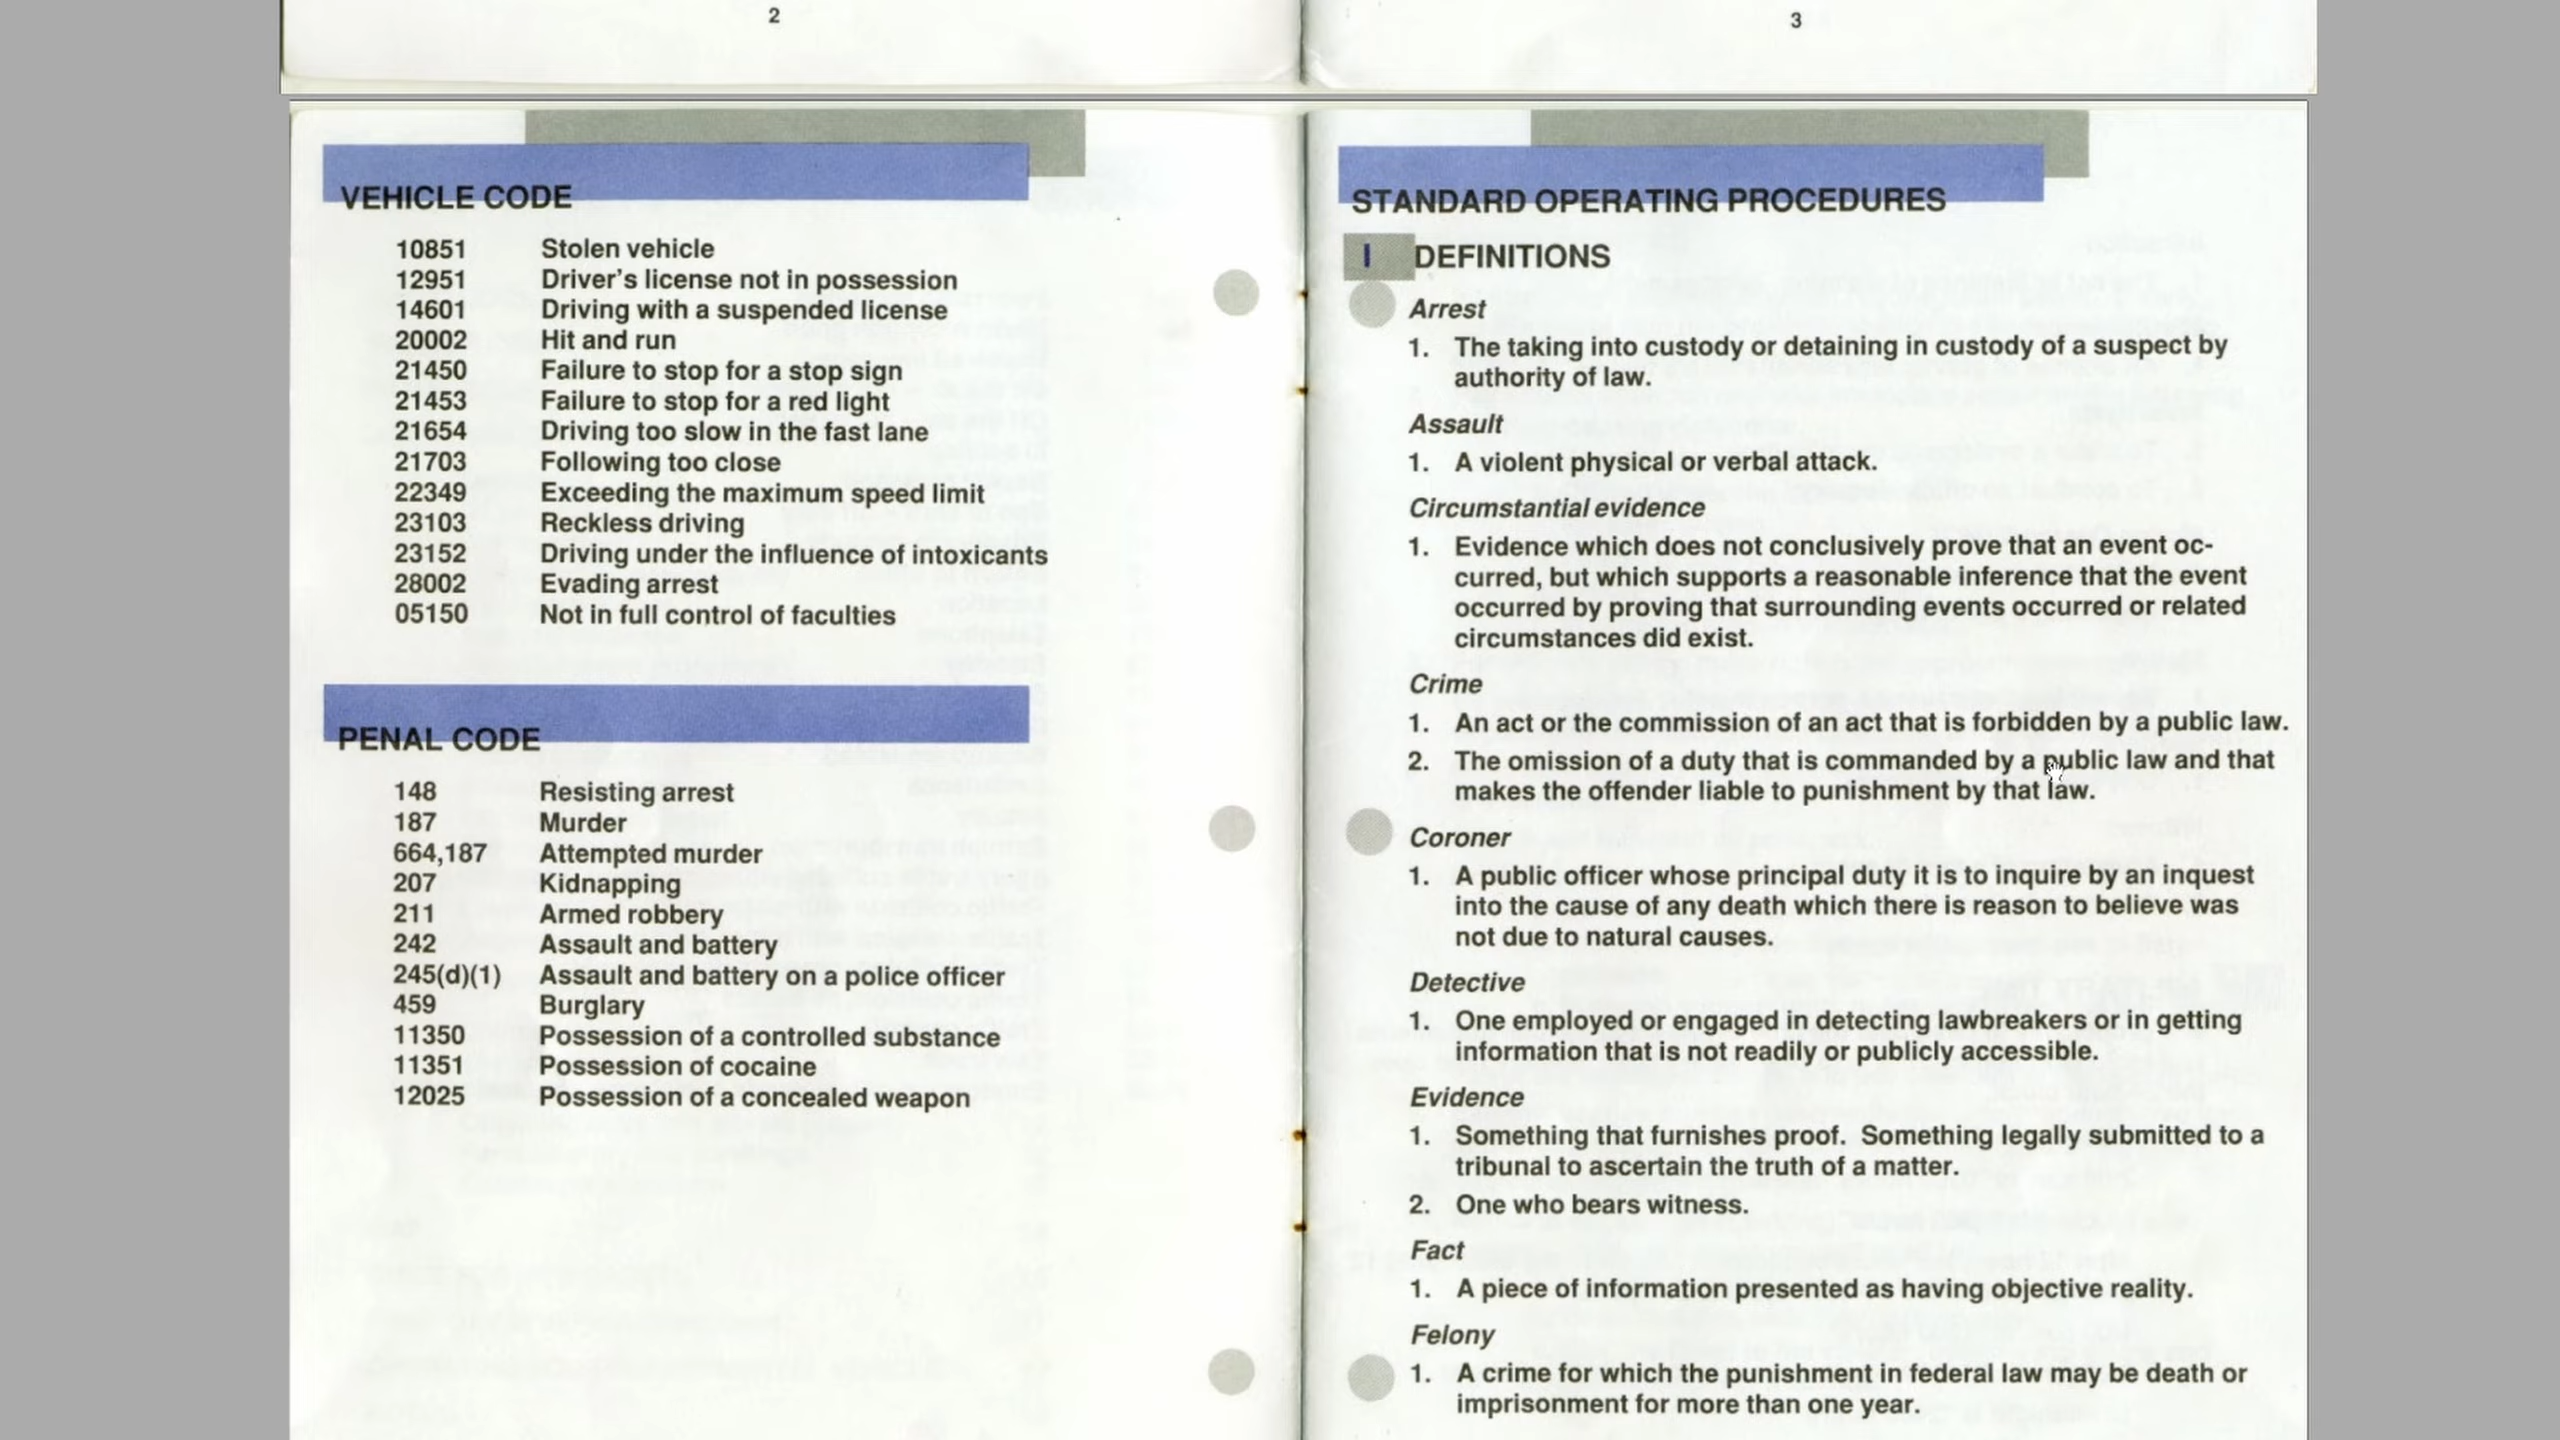 2
3
VEHICLE CODE
10851 Stolen vehicle
12951 Driver's license not in possession
14601 Driving with a suspended license
20002 Hit and run
21450 Failure to stop for a stop sign
21453 Failure to stop for a red light
21654 Driving too slow in the fast lane
21703 Following too close
22349 Exceeding the maximum speed limit
23103 Reckless driving
23152 Driving under the influence of intoxicants
28002 Evading arrest
05150 Not in full control of faculties
PENAL CODE
148 Resisting arrest
187 Murder
664,187 Attempted murder
207 Kidnapping
211 Armed robbery
242 Assault and battery
245(d)(1) Assault and battery on a police officer
459 Burglary
11350 Possession of a controlled substance
11351 Possession of cocaine
12025 Possession of a concealed weapon
STANDARD OPERATING PROCEDURES
I DEFINITIONS
Arrest
1. The taking into custody or detaining in custody of a suspect by
authority of law.
Assault
1. A violent physical or verbal attack.
Circumstantial evidence
1. Evidence which does not conclusively prove that an event oc-
curred, but which supports a reasonable inference that the event
occurred by proving that surrounding events occurred or related
circumstances did exist.
Crime
1. An act or the commission of an act that is forbidden by a public law.
2. The omission of a duty that is commanded by a public law and that
makes the offender liable to punishment by that law.
Coroner
1. A public officer whose principal duty it is to inquire by an inquest
into the cause of any death which there is reason to believe was
not due to natural causes.
Detective
1. One employed or engaged in detecting lawbreakers or in getting
information that is not readily or publicly accessible.
Evidence
1. Something that furnishes proof. Something legally submitted to a
tribunal to ascertain the truth of a matter.
2. One who bears witness.
Fact
1. A piece of information presented as having objective reality.
Felony
1. A crime for which the punishment in federal law may be death or
imprisonment for more than one year.